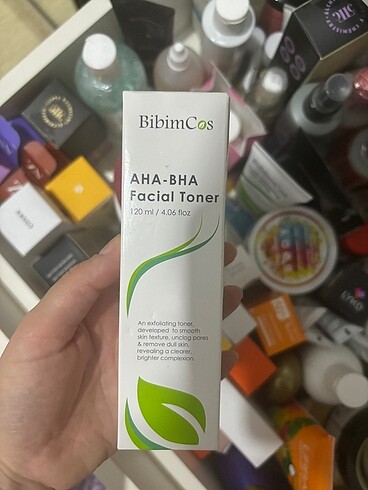 BibimCos
AHA-BHA
Facial Toner
120 ml / 4.06 floz
An exfoliating toner
developed to smooth
skin texture, unclog pores
& remove dull skin,
revealing a clearer,
brighter complexion.